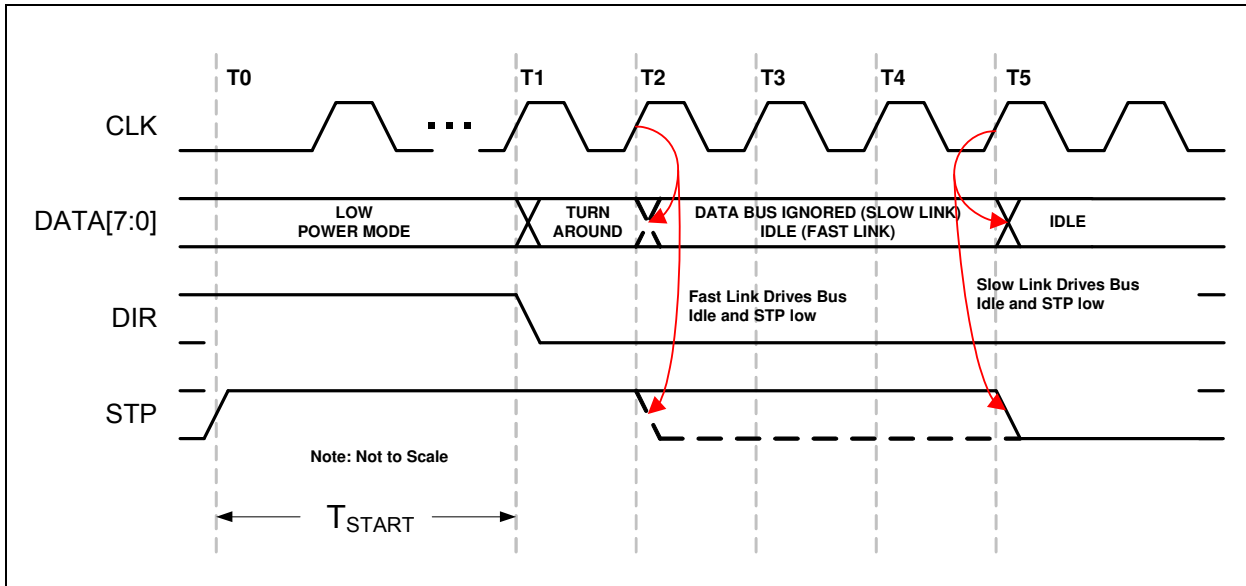 T0
T1
T2
T3
T4
T5
CLK
DATA[7:0]
LOW
POWER MODE
TURN
AROUND
DATA BUS IGNORED (SLOW LINK)
IDLE (FAST LINK)
IDLE
DIR
Fast Link Drives Bus
Idle and STP low
Slow Link Drives Bus
Idle and STP low
STP
Note: Not to Scale
TSTART